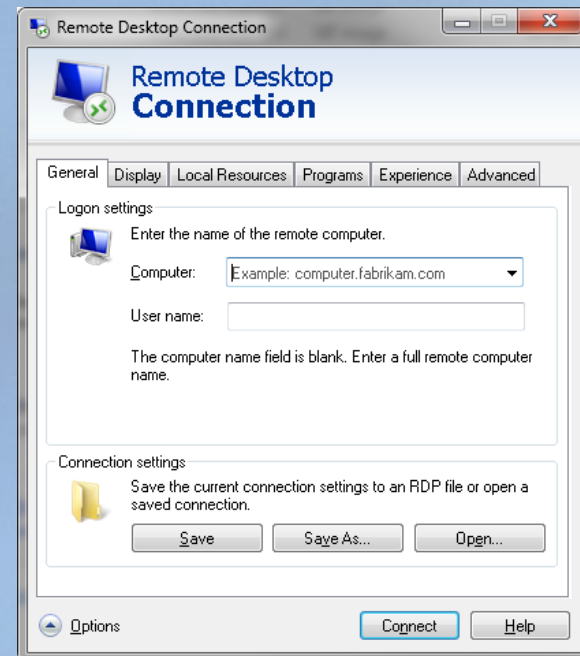 Remote Desktop Connection
Remote Desktop
Connection
General Display Local Resources Programs Experience Advanced
Logon settings
Enter the name of the remote computer.
Computer: Example: computer.fabrikam.com
User name:
The computer name field is blank. Enter a full remote computer
name.
Connection settings
Save the current connection settings to an RDP file or open a
saved connection.
Save Save As... Open...
Options Connect Help